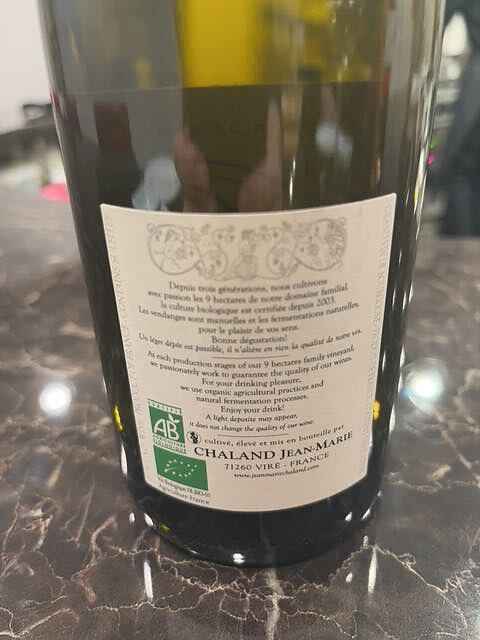 Depuis trois générations, nous cultivons
avec passion les 9 hectares de notre domaine familial.
la culture biologique est certifiée depuis 2003.
Les vendanges sont manuelles et les fermentations naturelles,
pour le plaisir de vos sens.
Bonne dégustation!
Un léger dépôt est possible, il n'altère en rien la qualité de notre vin.
At each production stages of our 9 hectares family vineyard,
we passionately work to guarantee the quality of our wines.
For your drinking pleasure,
we use organic agricultural practices and
natural fermentation processes.
Enjoy your drink!
A light deposite may appear,
it does not change the quality of our wine.
AB
cultivé, élevé et mis en bouteille par
CHALAND JEAN-MARIE
71260 VIRÉ - FRANCE
www.jeanmariechaland.com
FR-BIO-01
Agriculture France